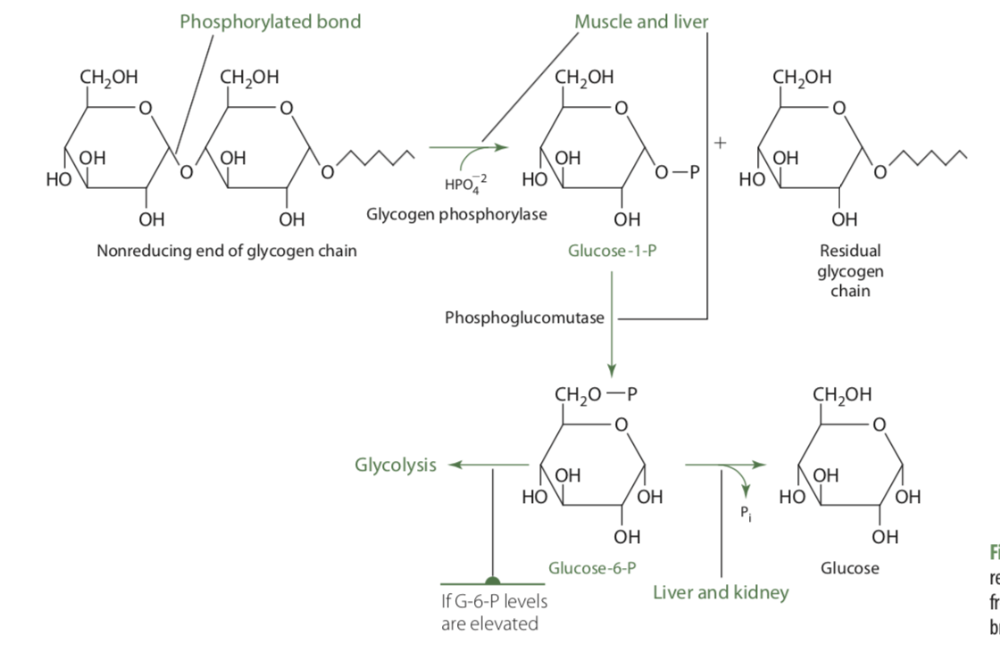 Phosphorylated bond
Muscle and liver
CH₂OH
CH₂OH
CH₂OH
CH₂OH
O
O
O
O
+
OH
OH
OH
OH
HO
O
O
HPO₄⁻²
HO
O—P
HO
O
OH
OH
Glycogen phosphorylase
OH
OH
Nonreducing end of glycogen chain
Glucose-1-P
Residual
glycogen
chain
Phosphoglucomutase
CH₂O—P
CH₂OH
O
O
Glycolysis
OH
OH
HO
OH
Pᵢ
HO
OH
OH
OH
Glucose-6-P
Glucose
Liver and kidney
If G-6-P levels
are elevated